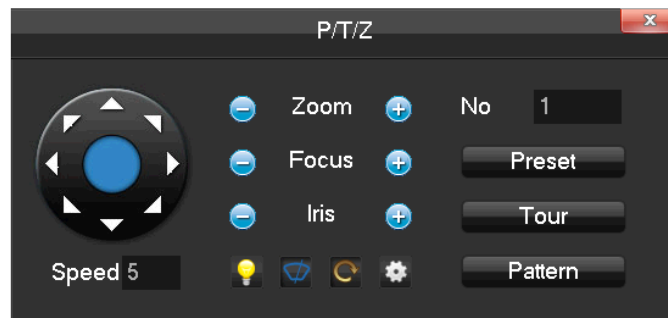 P/T/Z
Zoom
No 1
Focus
Preset
Iris
Tour
Speed 5
Pattern